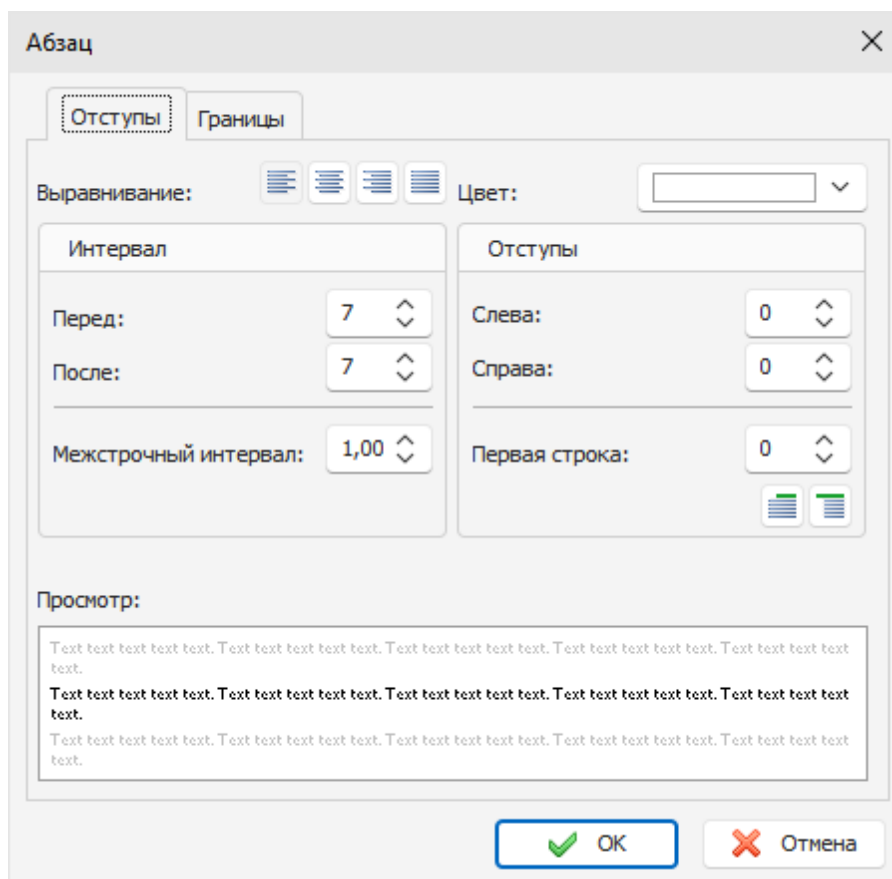 Абзац
Отступы Границы
Выравнивание: Цвет:
Интервал Отступы
Перед: 7 Слева: 0
После: 7 Справа: 0
Межстрочный интервал: 1,00 Первая строка: 0
Просмотр:
Text text text text text. Text text text text text. Text text text text text. Text text text text text. Text text text text
text.
Text text text text text. Text text text text text. Text text text text text. Text text text text text. Text text text text
text.
Text text text text text. Text text text text text. Text text text text text. Text text text text text. Text text text text
text.
OK Отмена